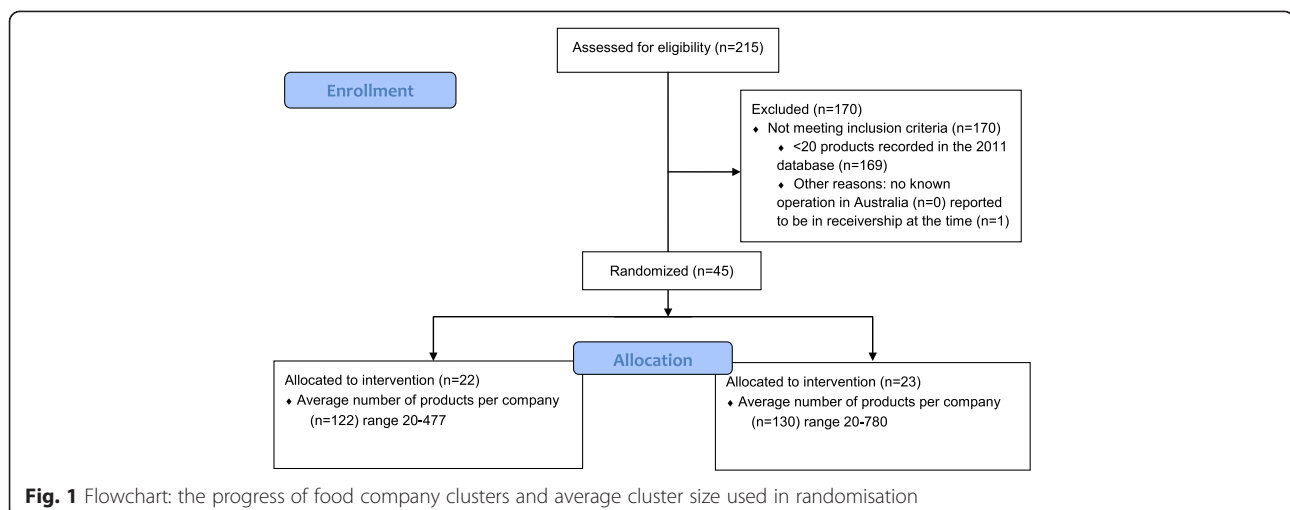 Assessed for eligibility (n=215)
Enrollment
Excluded (n=170)
♦ Not meeting inclusion criteria (n=170)
♦ <20 products recorded in the 2011
database (n=169)
♦ Other reasons: no known
operation in Australia (n=0) reported
to be in receivership at the time (n=1)
Randomized (n=45)
Allocation
Allocated to intervention (n=22)
♦ Average number of products per company
(n=122) range 20-477
Allocated to intervention (n=23)
♦ Average number of products per company
(n=130) range 20-780
Fig. 1 Flowchart: the progress of food company clusters and average cluster size used in randomisation